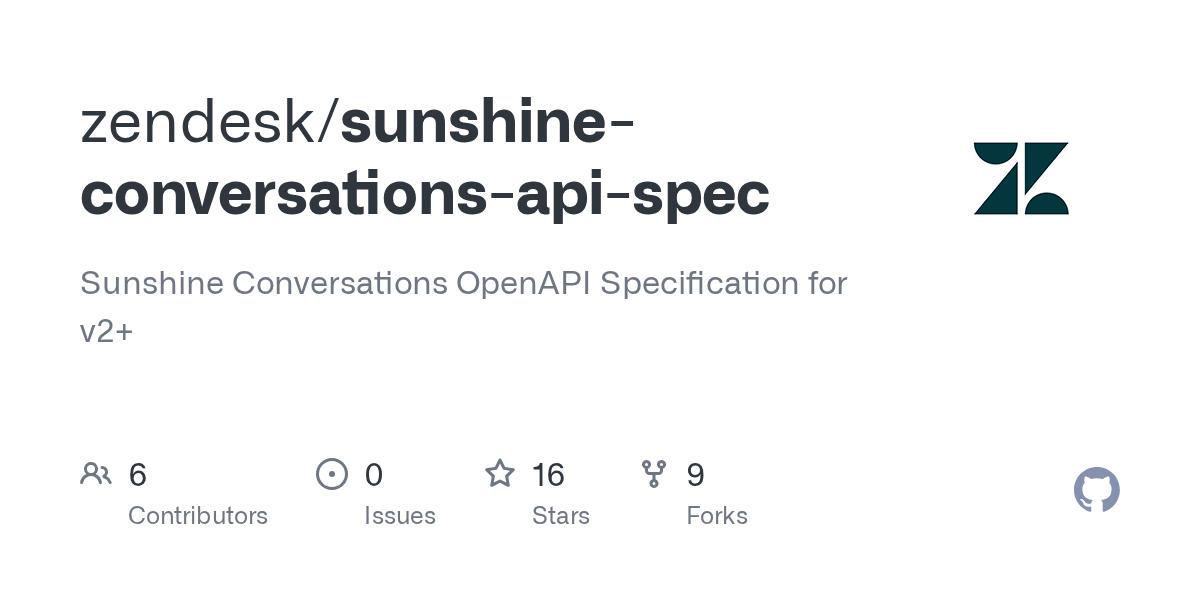 zendesk/sunshine-
conversations-api-spec
Sunshine Conversations OpenAPI Specification for
v2+
6
Contributors
0
Issues
16
Stars
9
Forks